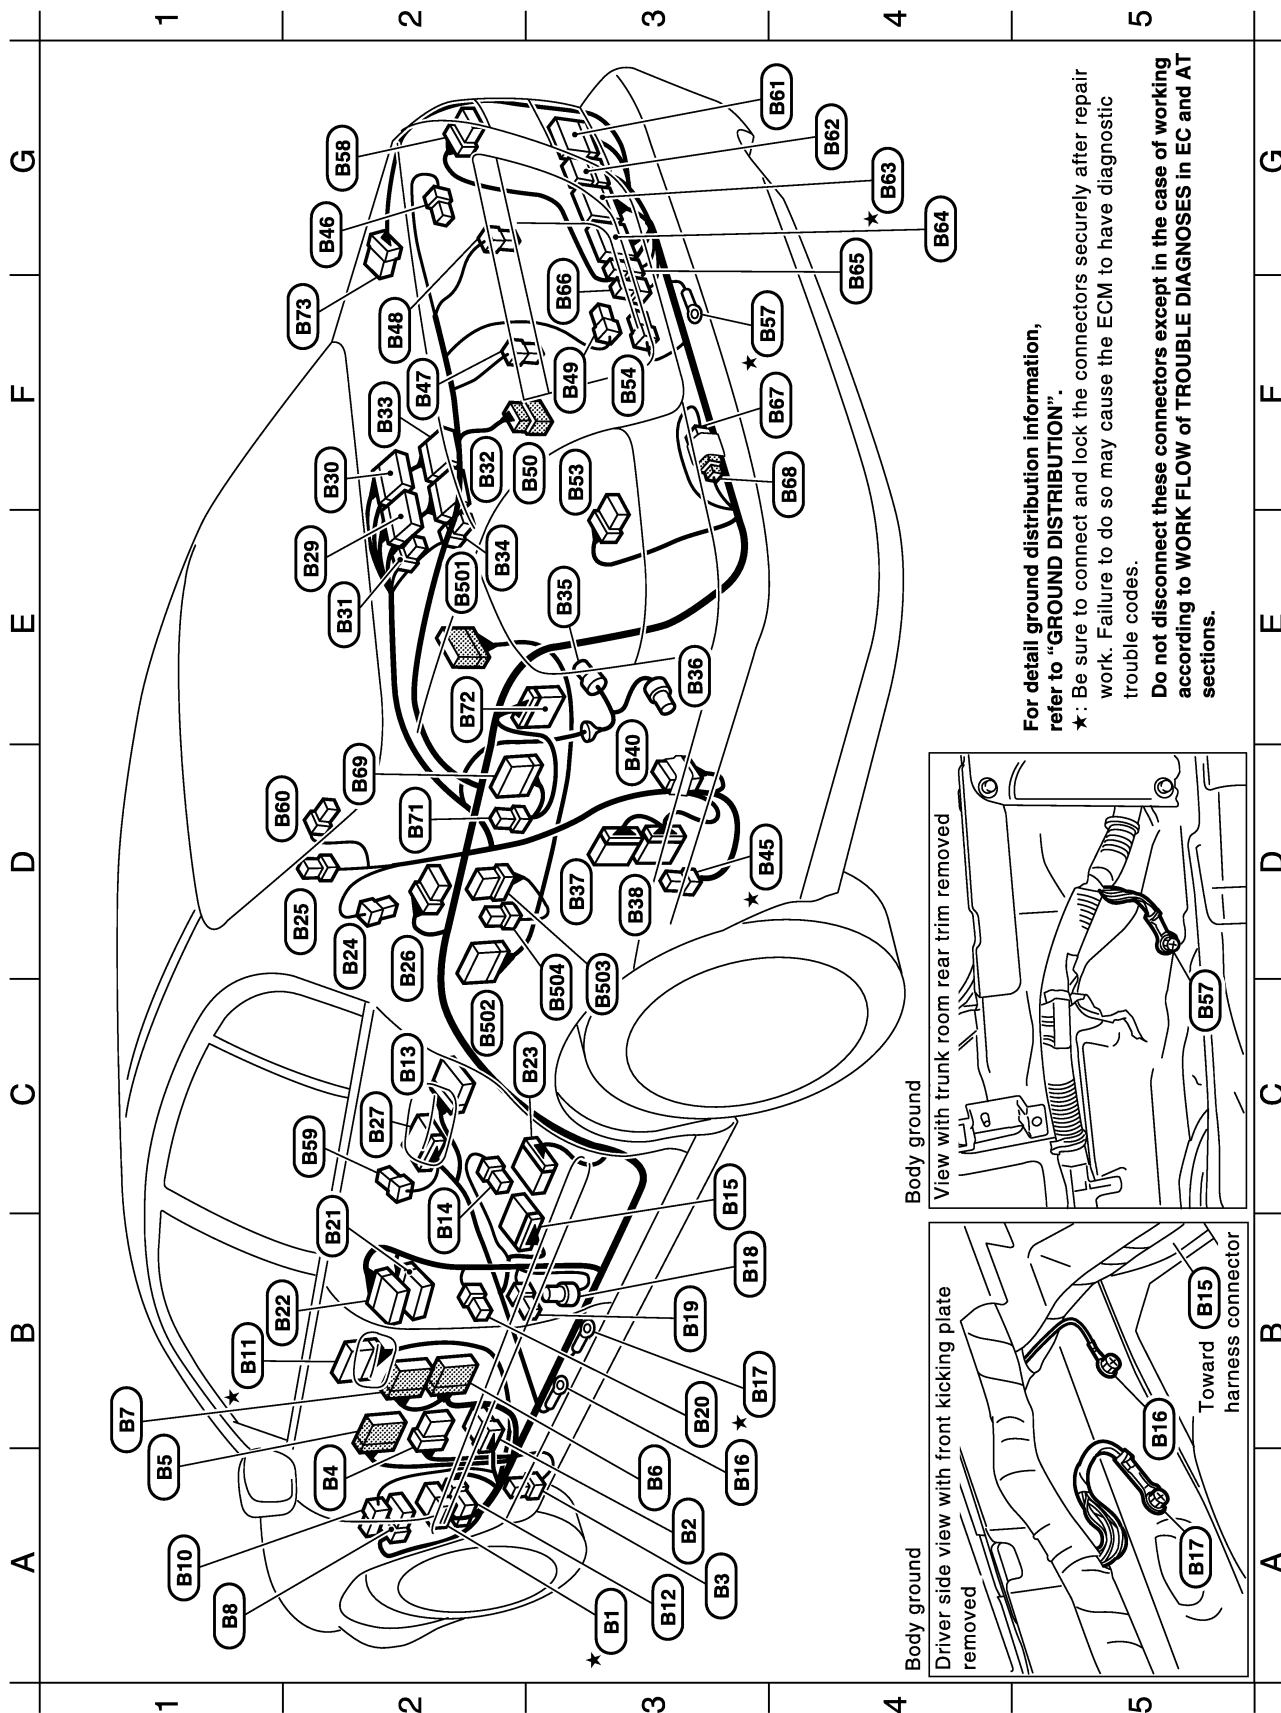 A
B
C
D
E
F
G
1
1
2
2
3
3
4
4
5
5
A
B
C
D
E
F
G
B10
B8
B5
B7
B4
★ B11
B22
B21
B59
B27
B13
B24
B25
B60
B26
B69
B71
B31
B29
B30
B33
B73
B47
B48
B46
B58
B14
B502
B504
B503
B23
B72
B501
B34
B32
B50
B53
B35
B36
B40
B37
B38
B45 ★
B49
B54
B66
B61
B62
B63 ★
B64
B65
B57 ★
B67
B68
★ B1
B12
B3
B2
B6
B16
B20
B17 ★
B19
B18
B15
Body ground
Driver side view with front kicking plate
removed
B17
B16
Toward B15
harness connector
Body ground
View with trunk room rear trim removed
B57
For detail ground distribution information,
refer to “GROUND DISTRIBUTION”.
★: Be sure to connect and lock the connectors securely after repair
work. Failure to do so may cause the ECM to have diagnostic
trouble codes.
Do not disconnect these connectors except in the case of working
according to WORK FLOW of TROUBLE DIAGNOSES in EC and AT
sections.